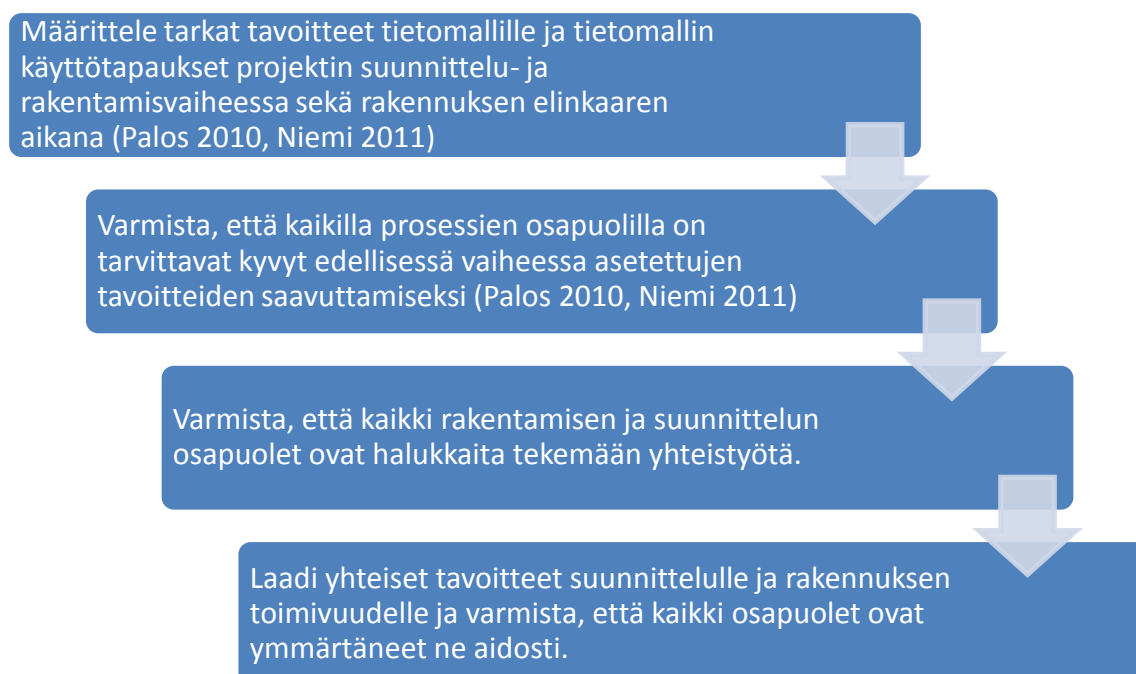 Määrittele tarkat tavoitteet tietomallille ja tietomallin
käyttötapaukset projektin suunnittelu- ja
rakentamisvaiheessa sekä rakennuksen elinkaaren
aikana (Palos 2010, Niemi 2011)
Varmista, että kaikilla prosessien osapuolilla on
tarvittavat kyvyt edellisessä vaiheessa asetettujen
tavoitteiden saavuttamiseksi (Palos 2010, Niemi 2011)
Varmista, että kaikki rakentamisen ja suunnittelun
osapuolet ovat halukkaita tekemään yhteistyötä.
Laadi yhteiset tavoitteet suunnittelulle ja rakennuksen
toimivuudelle ja varmista, että kaikki osapuolet ovat
ymmärtäneet ne aidosti.